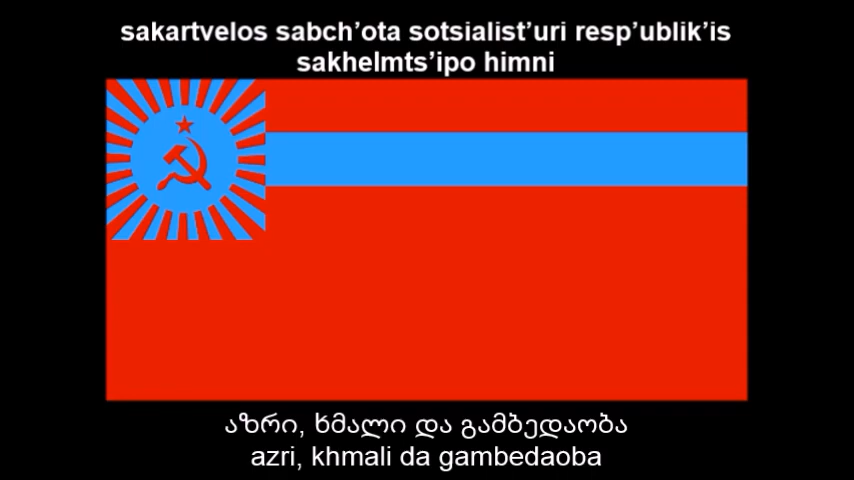 sakartvelos sabch’ota sotsialist’uri resp’ublik’is
sakhelmts’ipo himni
აზრი, ხმალი და გამბედაობა
azri, khmali da gambedaoba